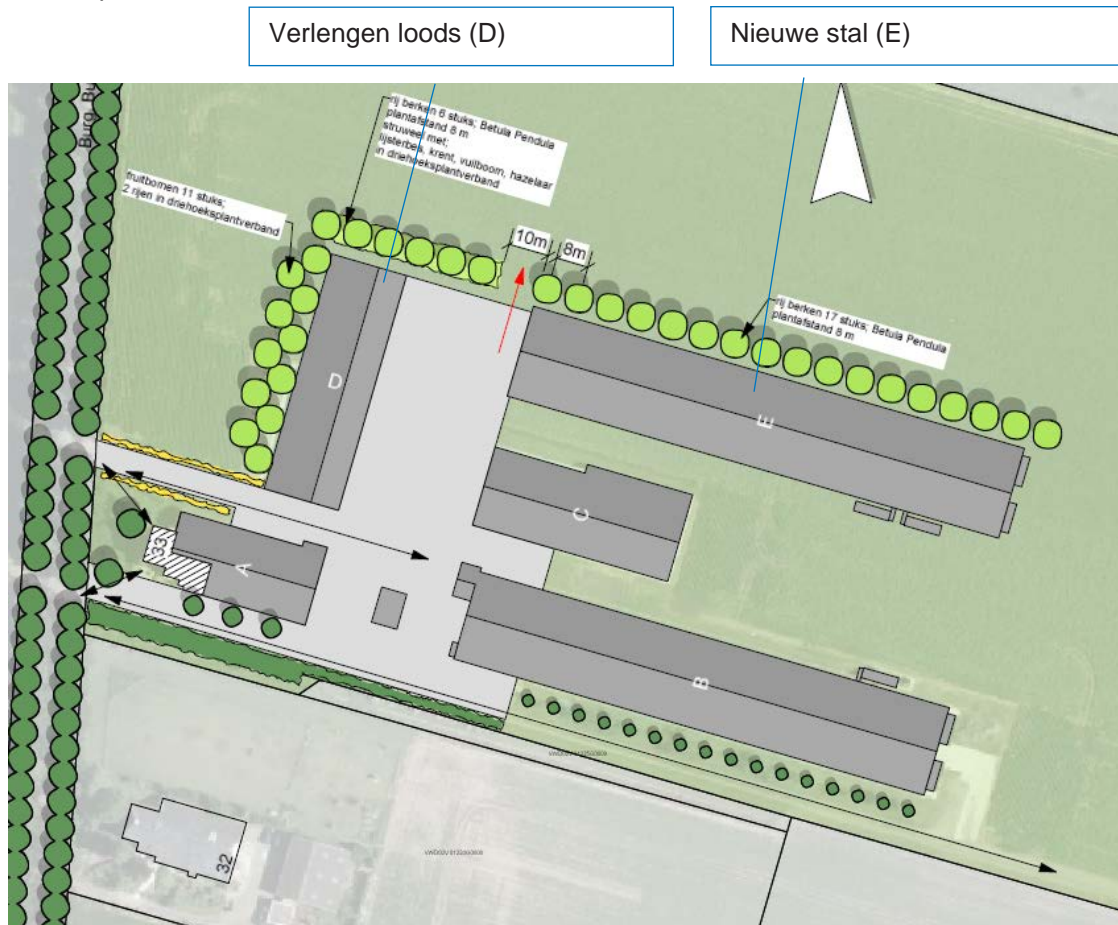 Verlengen loods (D)
Nieuwe stal (E)
Burg. Bu
rij berken 6 stuks; Betula Pendula
plantafstand 8 m
struweel met;
lijsterbes, krent, vuilboom, hazelaar
in driehoeksplantverband
fruitbomen 11 stuks;
2 rijen in driehoeksplantverband
10m
8m
rij berken 17 stuks; Betula Pendula
plantafstand 8 m
D
E
C
33
A
B
32